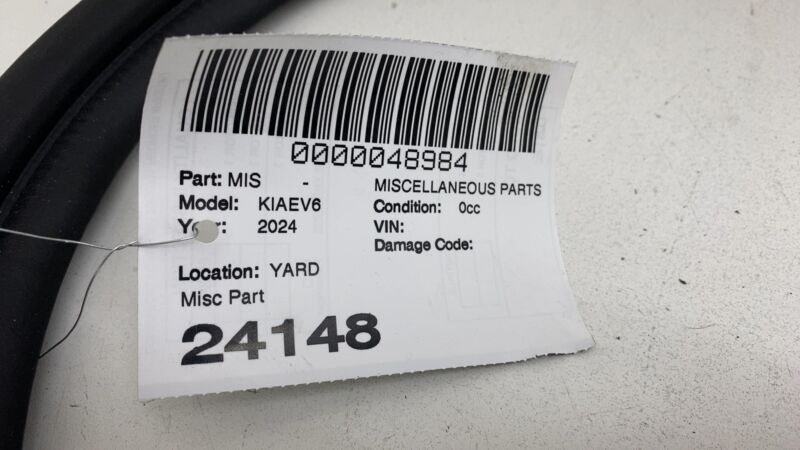 0000048984
Part: MIS - MISCELLANEOUS PARTS
Model: KIAEV6 Condition: 0cc
Year: 2024 VIN:
Damage Code:
Location: YARD
Misc Part
24148